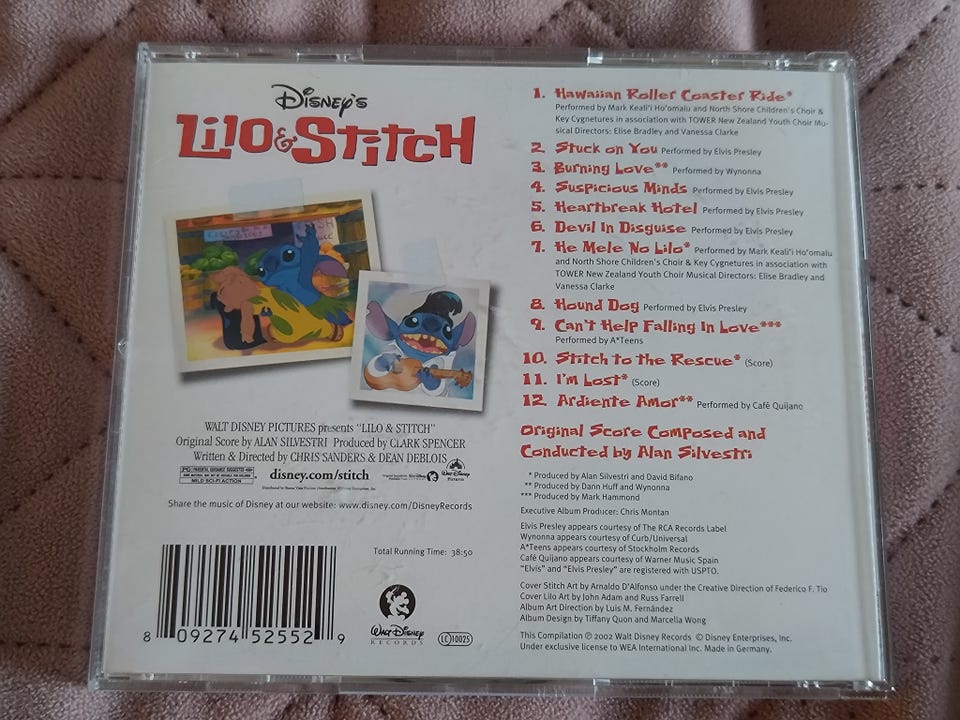 DISNEY'S
LILO & STITCH
WALT DISNEY PICTURES presents "LILO & STITCH"
Original Score by ALAN SILVESTRI Produced by CLARK SPENCER
Written & Directed by CHRIS SANDERS & DEAN DEBLOIS
PG PARENTAL GUIDANCE SUGGESTED
MILD SCI-FI ACTION
disney.com/stitch
WALT DISNEY
PICTURES
Share the music of Disney at our website: www.disney.com/DisneyRecords
Total Running Time: 38:50
8 09274 52552 9
WALT DISNEY
RECORDS
LC 10025
1. Hawaiian Roller Coaster Ride*
Performed by Mark Keali'i Ho'omalu and North Shore Children's Choir &
Key Cygnetures in association with TOWER New Zealand Youth Choir Mu-
sical Directors: Elise Bradley and Vanessa Clarke
2. Stuck on You Performed by Elvis Presley
3. Burning Love** Performed by Wynonna
4. Suspicious Minds Performed by Elvis Presley
5. Heartbreak Hotel Performed by Elvis Presley
6. Devil In Disguise Performed by Elvis Presley
7. He Mele No Lilo* Performed by Mark Keali'i Ho'omalu
and North Shore Children's Choir & Key Cygnetures in association with
TOWER New Zealand Youth Choir Musical Directors: Elise Bradley and
Vanessa Clarke
8. Hound Dog Performed by Elvis Presley
9. Can't Help Falling In Love***
Performed by A*Teens
10. Stitch to the Rescue* (Score)
11. I'm Lost* (Score)
12. Ardiente Amor** Performed by Café Quijano
Original Score Composed and
Conducted by Alan Silvestri
* Produced by Alan Silvestri and David Bifano
** Produced by Dann Huff and Wynonna
*** Produced by Mark Hammond
Executive Album Producer: Chris Montan
Elvis Presley appears courtesy of The RCA Records Label
Wynonna appears courtesy of Curb/Universal
A*Teens appears courtesy of Stockholm Records
Café Quijano appears courtesy of Warner Music Spain
"Elvis" and "Elvis Presley" are registered with USPTO.
Cover Stitch Art by Arnaldo D'Alfonso under the Creative Direction of Federico F. Tio
Cover Lilo Art by John Adam and Russ Farrell
Album Art Direction by Luis M. Fernández
Album Design by Tiffany Quon and Marcella Wong
This Compilation ℗ 2002 Walt Disney Records © Disney Enterprises, Inc.
Under exclusive license to WEA International Inc. Made in Germany.